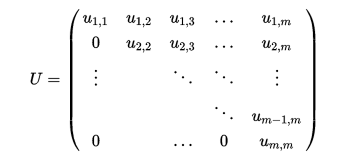 u_{1,1} u_{1,2} u_{1,3} … u_{1,m}
0 u_{2,2} u_{2,3} … u_{2,m}
U = ⋮ ⋱ ⋱ ⋮
⋱ u_{m−1,m}
0 … 0 u_{m,m}